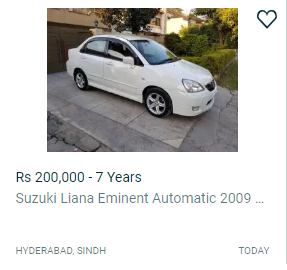 Rs 200,000 - 7 Years
Suzuki Liana Eminent Automatic 2009 ...
HYDERABAD, SINDH TODAY